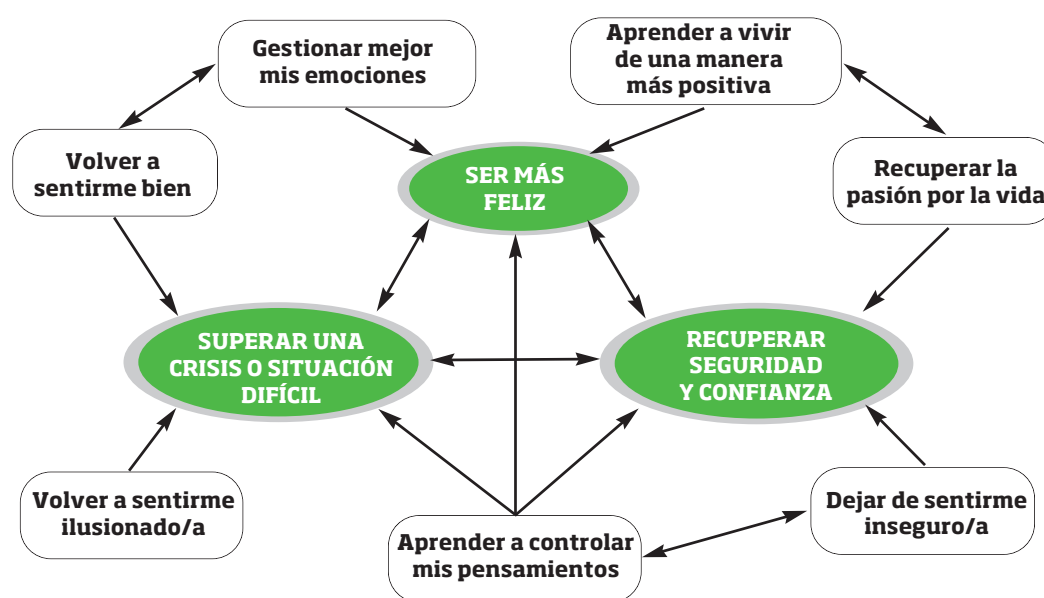 Gestionar mejor
mis emociones
Aprender a vivir
de una manera
más positiva
Volver a
sentirme bien
SER MÁS
FELIZ
Recuperar la
pasión por la vida
SUPERAR UNA
CRISIS O SITUACIÓN
DIFÍCIL
RECUPERAR
SEGURIDAD
Y CONFIANZA
Volver a sentirme
ilusionado/a
Aprender a controlar
mis pensamientos
Dejar de sentirme
inseguro/a